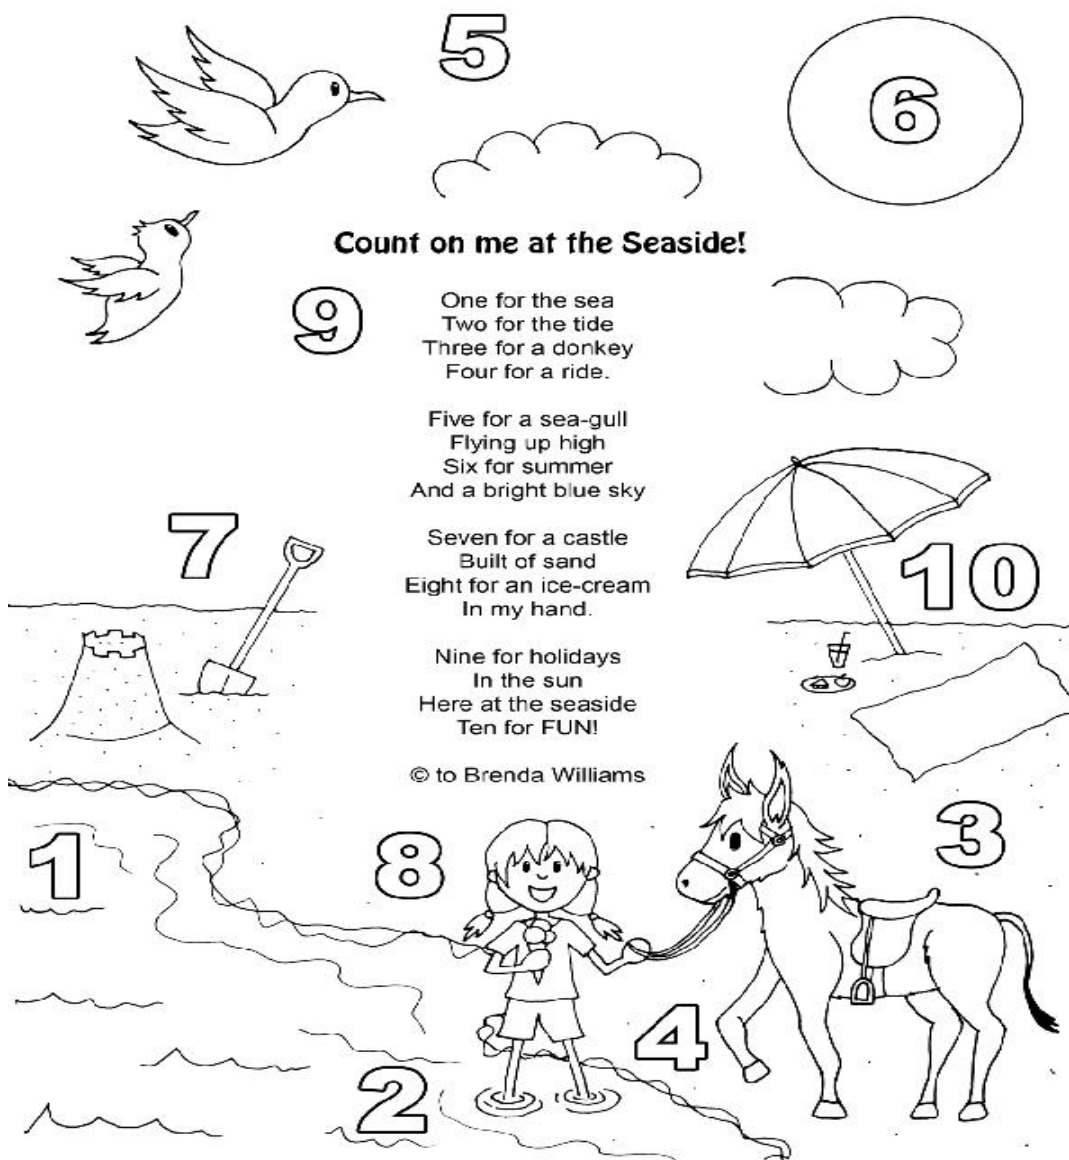 5
6
Count on me at the Seaside!
9
One for the sea
Two for the tide
Three for a donkey
Four for a ride.
Five for a sea-gull
Flying up high
Six for summer
And a bright blue sky
7
10
Seven for a castle
Built of sand
Eight for an ice-cream
In my hand.
Nine for holidays
In the sun
Here at the seaside
Ten for FUN!
© to Brenda Williams
1
8
3
4
2